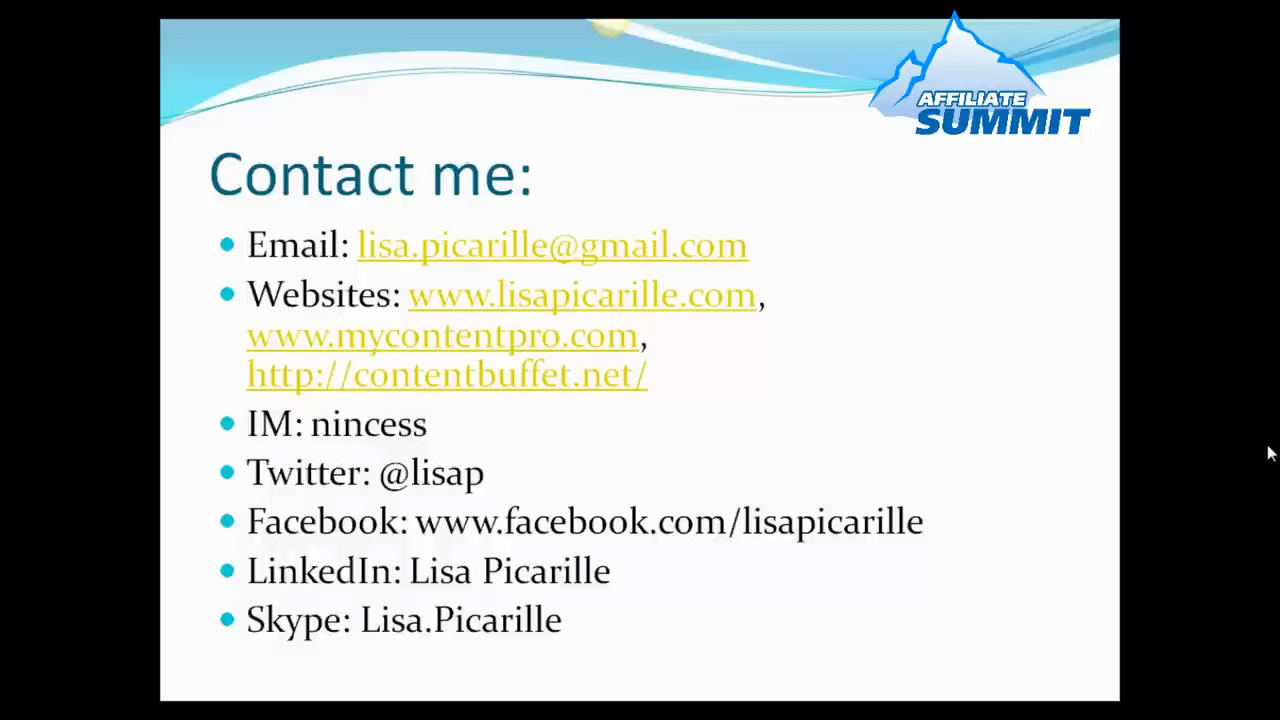 AFFILIATE
SUMMIT
Contact me:
Email: lisa.picarille@gmail.com
Websites: www.lisapicarille.com,
www.mycontentpro.com,
http://contentbuffet.net/
IM: nincess
Twitter: @lisap
Facebook: www.facebook.com/lisapicarille
LinkedIn: Lisa Picarille
Skype: Lisa.Picarille